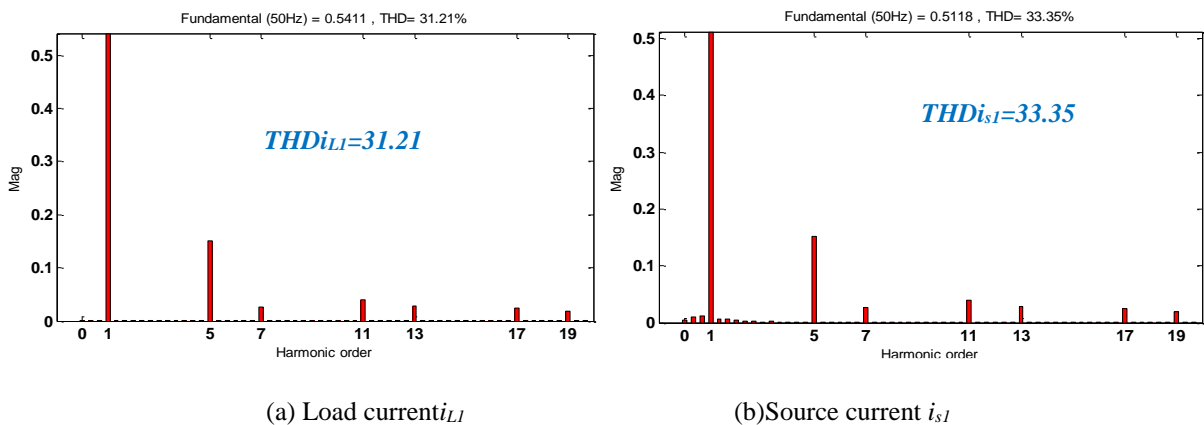 Fundamental (50Hz) = 0.5411 , THD= 31.21%
0.5
0.4
0.3
0.2
0.1
0
Mag
THDiL1=31.21
0 1 5 7 11 13 17 19
Harmonic order
(a) Load currentiL1
Fundamental (50Hz) = 0.5118 , THD= 33.35%
0.5
0.4
0.3
0.2
0.1
0
Mag
THDis1=33.35
0 1 5 7 11 13 17 19
Harmonic order
(b)Source current is1